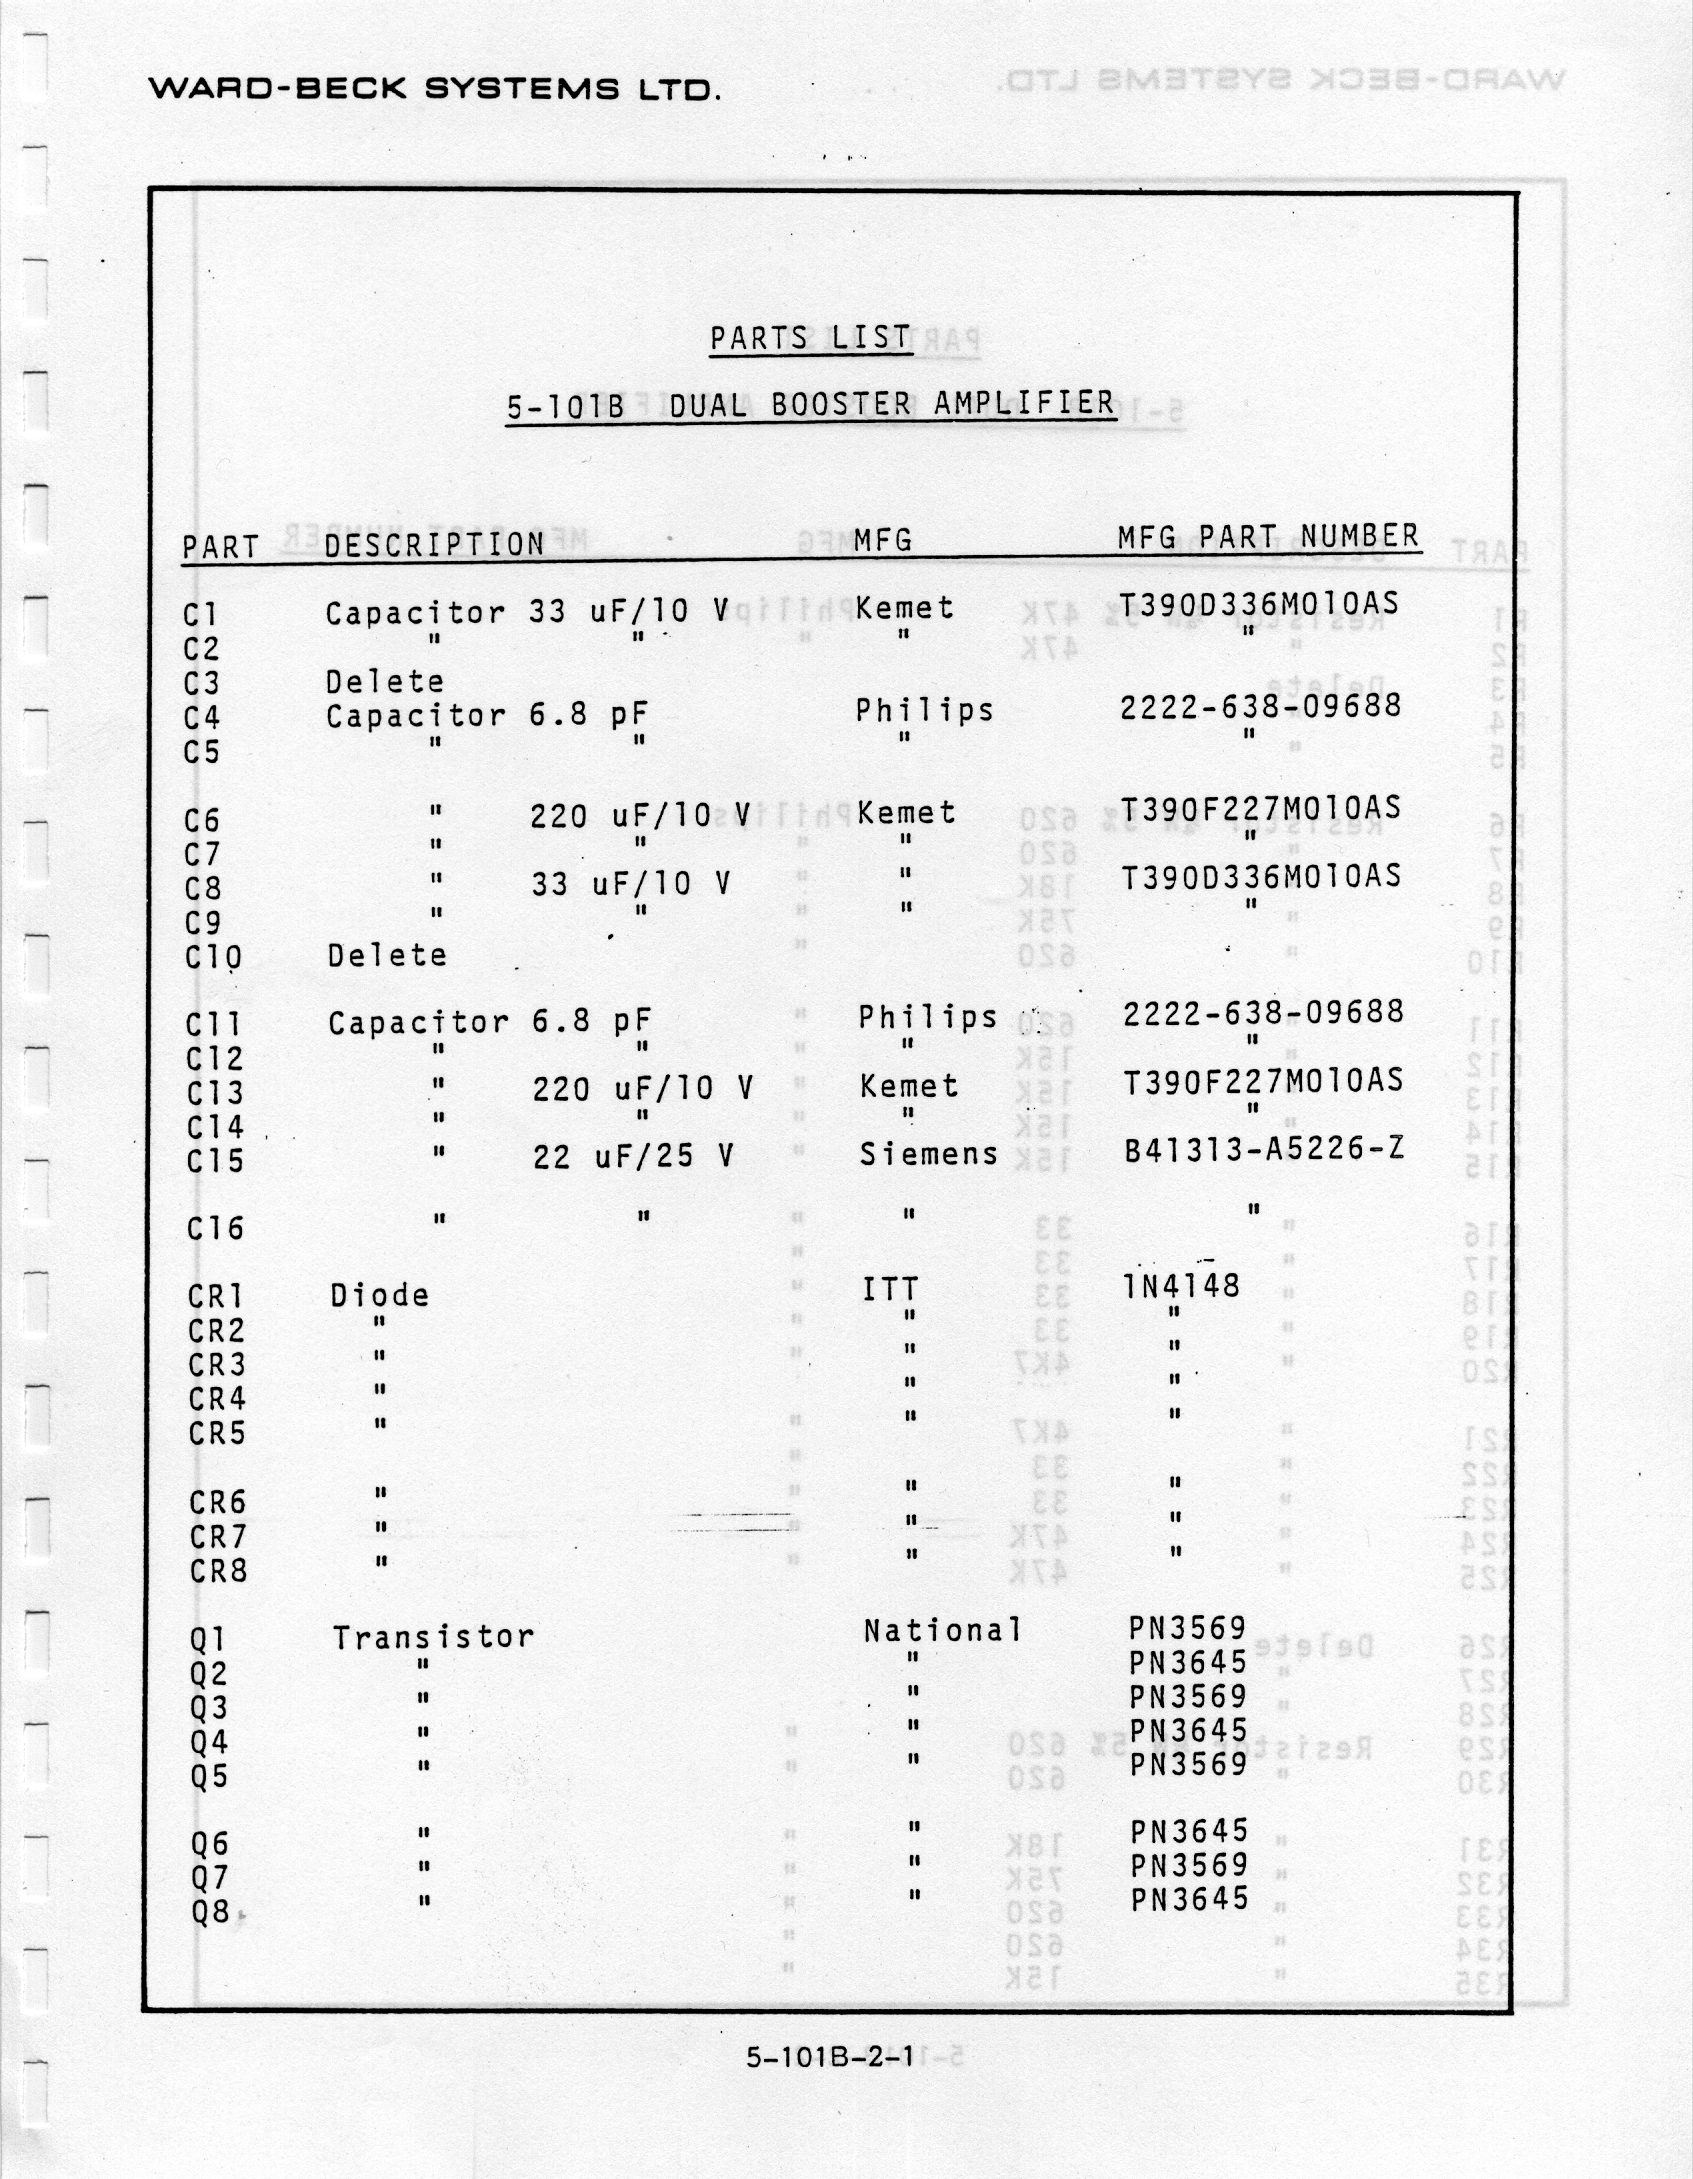 WARD-BECK SYSTEMS LTD.
PARTS LIST
5-101B DUAL BOOSTER AMPLIFIER
PART DESCRIPTION MFG MFG PART NUMBER
C1 Capacitor 33 uF/10 V Kemet T390D336M010AS
C2 " " " "
C3 Delete
C4 Capacitor 6.8 pF Philips 2222-638-09688
C5 " " " "
C6 " 220 uF/10 V Kemet T390F227M010AS
C7 " " " "
C8 " 33 uF/10 V " T390D336M010AS
C9 " " " "
C10 Delete
C11 Capacitor 6.8 pF Philips 2222-638-09688
C12 " " " "
C13 " 220 uF/10 V Kemet T390F227M010AS
C14 " " " "
C15 " 22 uF/25 V Siemens B41313-A5226-Z
C16 " " " "
CR1 Diode ITT 1N4148
CR2 " " "
CR3 " " "
CR4 " " "
CR5 " " "
CR6 " " "
CR7 " " "
CR8 " " "
Q1 Transistor National PN3569
Q2 " " PN3645
Q3 " " PN3569
Q4 " " PN3645
Q5 " " PN3569
Q6 " " PN3645
Q7 " " PN3569
Q8 " " PN3645
5-101B-2-1